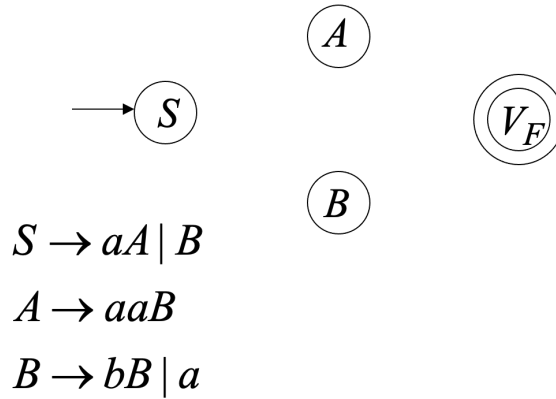 A
S
V_F
B
S → aA | B
A → aaB
B → bB | a